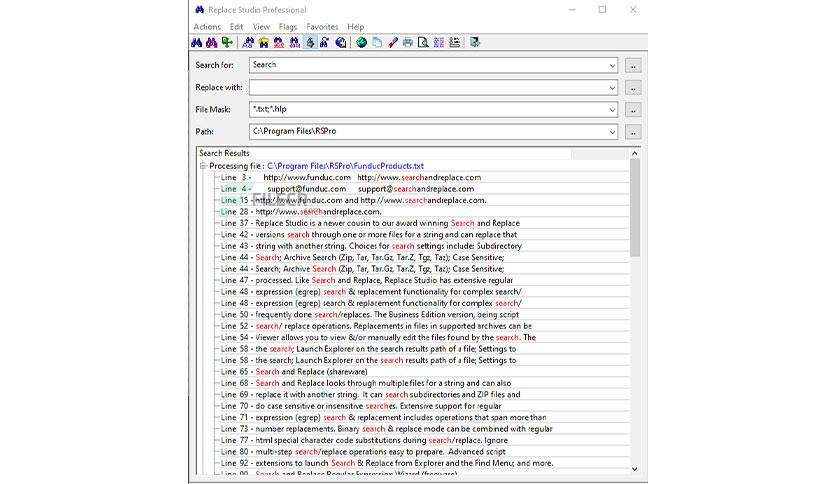 Replace Studio Professional
Actions Edit View Flags Favorites Help
Search for: Search ..
Replace with: ..
File Mask: *.txt;*.hlp ..
Path: C:\Program Files\RSPro ..
Search Results
Processing file : C:\Program Files\RSPro\FunducProducts.txt
Line 3 - http://www.funduc.com http://www.searchandreplace.com
Line 4 - support@funduc.com support@searchandreplace.com
Line 15 - http://www.funduc.com and http://www.searchandreplace.com.
FILECR
Line 28 - http://www.searchandreplace.com.
Line 37 - Replace Studio is a newer cousin to our award winning Search and Replace
Line 42 - versions search through one or more files for a string and can replace that
Line 43 - string with another string. Choices for search settings include: Subdirectory
Line 44 - Search; Archive Search (Zip, Tar, Tar.Gz, Tar.Z, Tgz, Taz); Case Sensitive;
Line 44 - Search; Archive Search (Zip, Tar, Tar.Gz, Tar.Z, Tgz, Taz); Case Sensitive;
Line 47 - processed. Like Search and Replace, Replace Studio has extensive regular
Line 48 - expression (egrep) search & replacement functionality for complex search/
Line 48 - expression (egrep) search & replacement functionality for complex search/
Line 50 - frequently done search/replaces. The Business Edition version, being script
Line 52 - search/ replace operations. Replacements in files in supported archives can be
Line 54 - Viewer allows you to view &/or manually edit the files found by the search. The
Line 58 - the search; Launch Explorer on the search results path of a file; Settings to
Line 58 - the search; Launch Explorer on the search results path of a file; Settings to
Line 65 - Search and Replace (shareware)
Line 68 - Search and Replace looks through multiple files for a string and can also
Line 69 - replace it with another string. It can search subdirectories and ZIP files and
Line 70 - do case sensitive or insensitive searches. Extensive support for regular
Line 71 - expression (egrep) search & replacement includes operations that span more than
Line 73 - number replacements. Binary search & replace mode can be combined with regular
Line 77 - html special character code substitutions during search/replace. Ignore
Line 80 - multi-step search/replace operations easy to prepare. Advanced script
Line 92 - extensions to launch Search & Replace from Explorer and the Find Menu; and more.
Line 99 - Search and Replace Regular Expression Wizard (freeware)